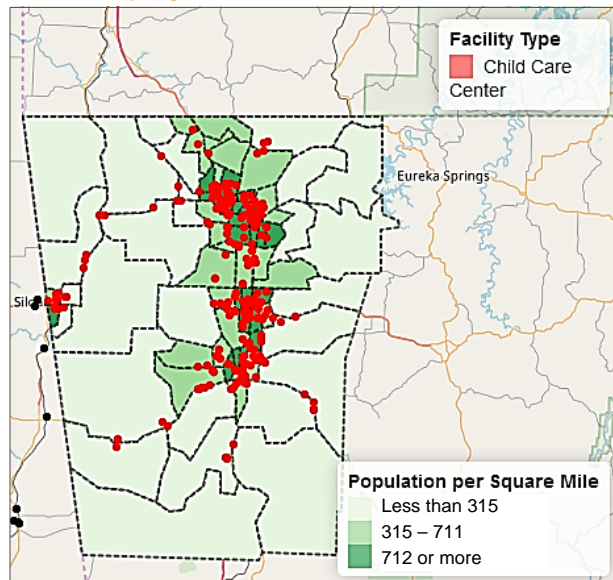 Facility Type
Child Care
Center
Eureka Springs
Population per Square Mile
Less than 315
315 – 711
712 or more